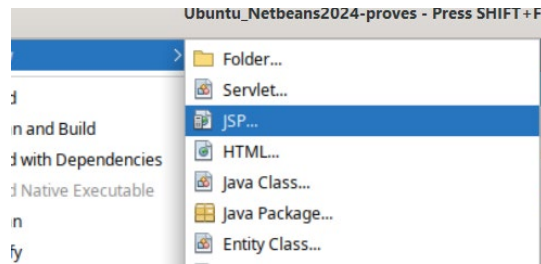 Ubuntu_Netbeans2024-proves - Press SHIFT+F
Folder...
Servlet...
JSP...
n and Build
HTML...
d with Dependencies
Java Class...
d Native Executable
Java Package...
n
Entity Class...
fy